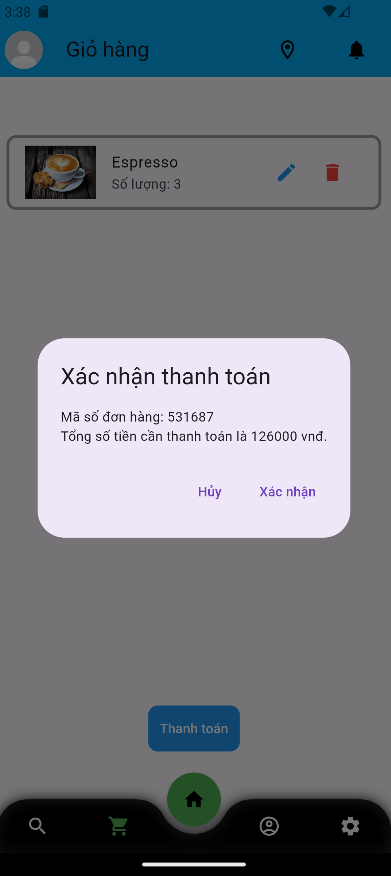 3:38
Giỏ hàng
Espresso
Số lượng: 3
Xác nhận thanh toán
Mã số đơn hàng: 531687
Tổng số tiền cần thanh toán là 126000 vnđ.
Hủy Xác nhận
Thanh toán